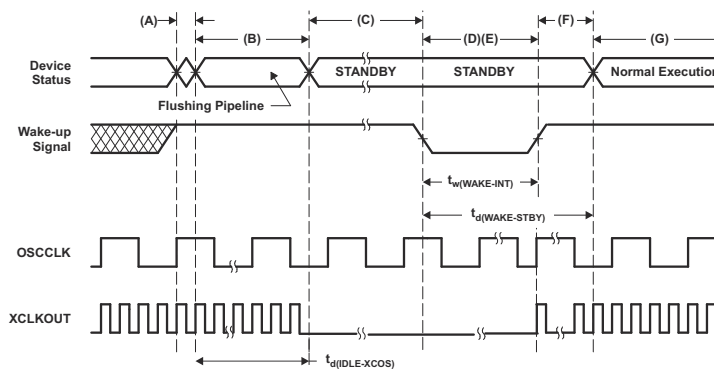 (A)
(B)
(C)
(D)(E)
(F)
(G)
Device
Status
STANDBY
STANDBY
Normal Execution
Flushing Pipeline
Wake-up
Signal
tw(WAKE-INT)
td(WAKE-STBY)
OSCCLK
XCLKOUT
td(IDLE-XCOS)